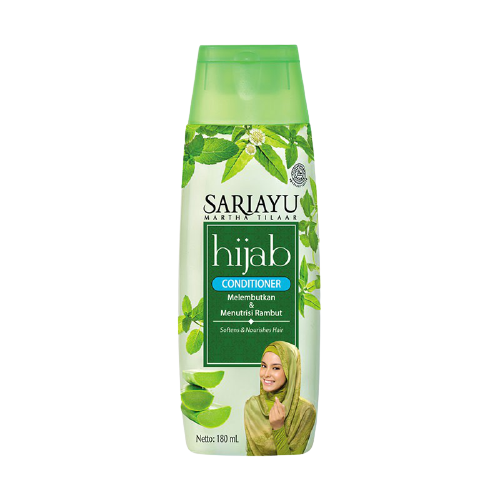 SARIAYU
MARTHA TILAAR
hijab
CONDITIONER
Melembutkan
&
Menutrisi Rambut
Softens & Nourishes Hair
Netto: 180 mL